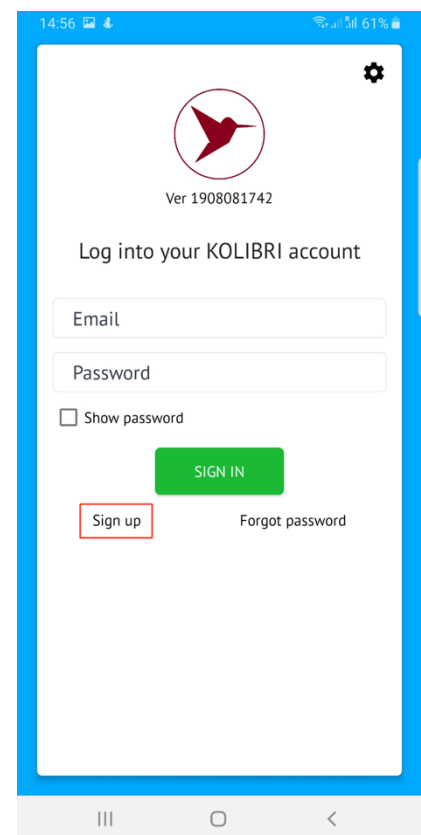 14:56 61%
Ver 1908081742
Log into your KOLIBRI account
Email
Password
Show password
SIGN IN
Sign up Forgot password